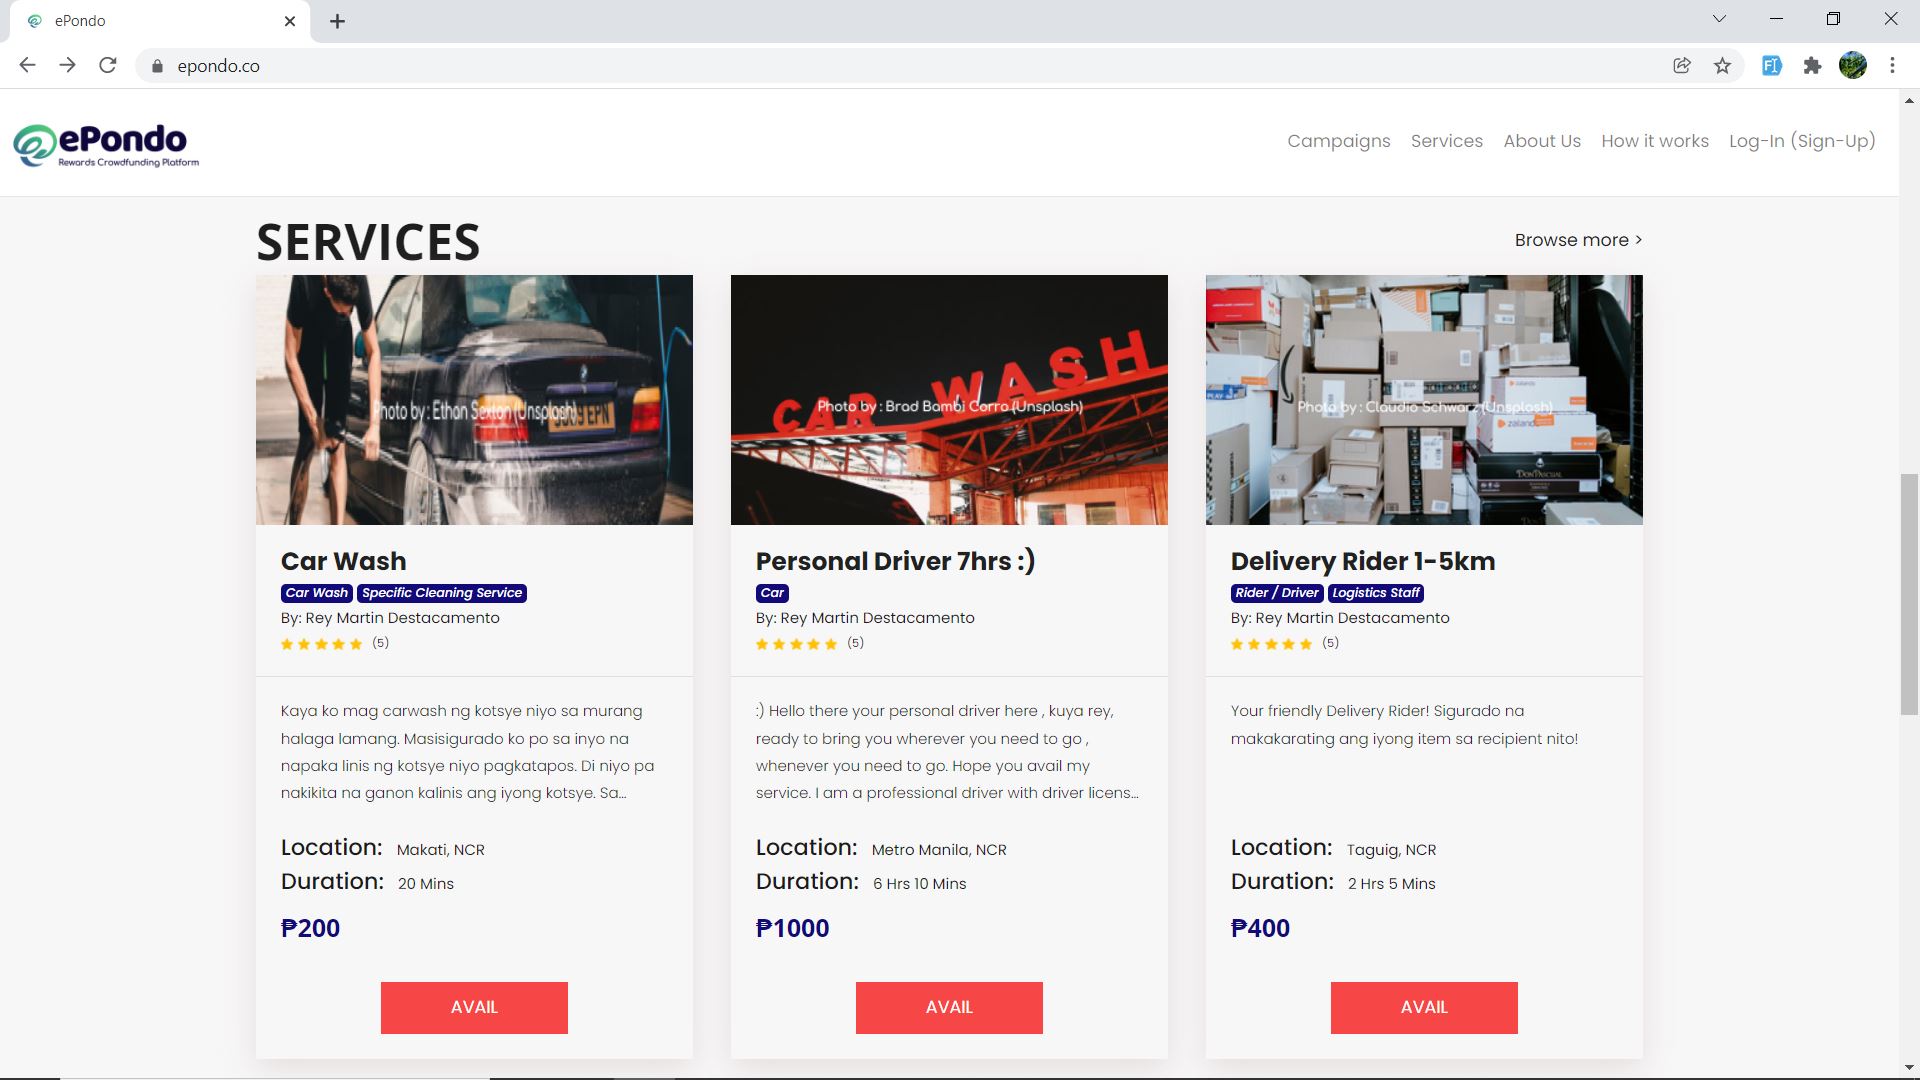 ePondo
epondo.co
ePondo
Rewards Crowdfunding Platform
Campaigns
Services
About Us
How it works
Log-In (Sign-Up)
SERVICES
Browse more >
Photo by : Ethan Sexton (Unsplash)
CAR WASH
Photo by : Brad Bambi Corro (Unsplash)
Photo by : Claudio Schwarz (Unsplash)
zalando
zalando
DON PASCUAL
Car Wash
Car Wash Specific Cleaning Service
By: Rey Martin Destacamento
(5)
Kaya ko mag carwash ng kotsye niyo sa murang
halaga lamang. Masisigurado ko po sa inyo na
napaka linis ng kotsye niyo pagkatapos. Di niyo pa
nakikita na ganon kalinis ang iyong kotsye. Sa...
Location: Makati, NCR
Duration: 20 Mins
₱200
AVAIL
Personal Driver 7hrs :)
Car
By: Rey Martin Destacamento
(5)
:) Hello there your personal driver here , kuya rey,
ready to bring you wherever you need to go ,
whenever you need to go. Hope you avail my
service. I am a professional driver with driver licens...
Location: Metro Manila, NCR
Duration: 6 Hrs 10 Mins
₱1000
AVAIL
Delivery Rider 1-5km
Rider / Driver Logistics Staff
By: Rey Martin Destacamento
(5)
Your friendly Delivery Rider! Sigurado na
makakarating ang iyong item sa recipient nito!
Location: Taguig, NCR
Duration: 2 Hrs 5 Mins
₱400
AVAIL